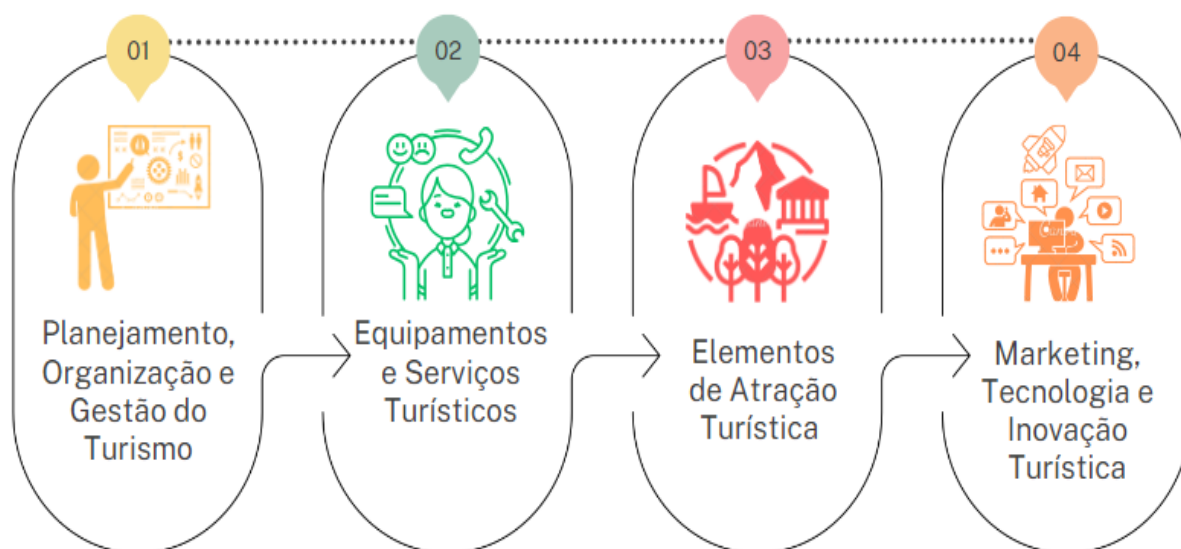 01
02
03
04
Planejamento,
Organização e
Gestão do
Turismo
Equipamentos
e Serviços
Turísticos
Elementos
de Atração
Turística
Marketing,
Tecnologia e
Inovação
Turística